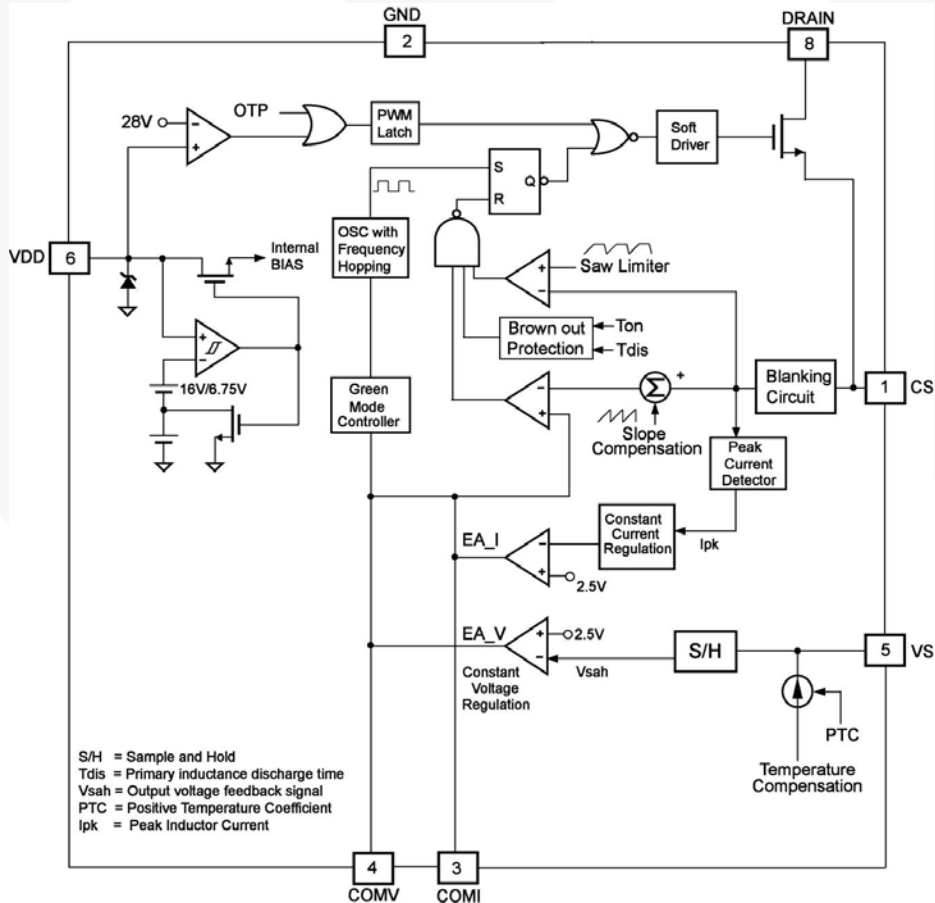 GND
2
DRAIN
8
OTP
28V
−
+
PWM
Latch
Soft
Driver
S
R
Q
VDD
6
Internal
BIAS
OSC with
Frequency
Hopping
+
−
Saw Limiter
Brown out
Protection
Ton
Tdis
+
−
16V/6.75V
Green
Mode
Controller
−
+
Σ
+
Slope
Compensation
Blanking
Circuit
1
CS
Peak
Current
Detector
EA_I
−
+
2.5V
Constant
Current
Regulation
Ipk
EA_V
+
−
2.5V
Constant
Voltage
Regulation
Vsah
S/H
5
VS
PTC
Temperature
Compensation
S/H = Sample and Hold
Tdis = Primary inductance discharge time
Vsah = Output voltage feedback signal
PTC = Positive Temperature Coefficient
Ipk = Peak Inductor Current
4
COMV
3
COMI